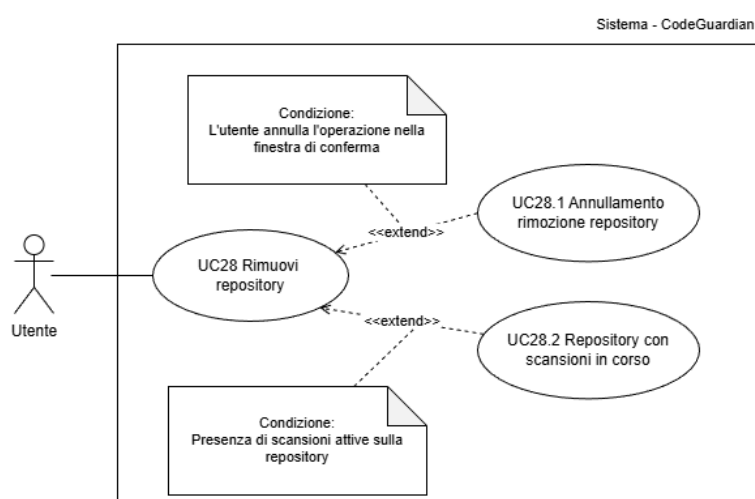 Sistema - CodeGuardian
Condizione:
L'utente annulla l'operazione nella
finestra di conferma
UC28.1 Annullamento
rimozione repository
<<extend>>
UC28 Rimuovi
repository
Utente
<<extend>>
UC28.2 Repository con
scansioni in corso
Condizione:
Presenza di scansioni attive sulla
repository